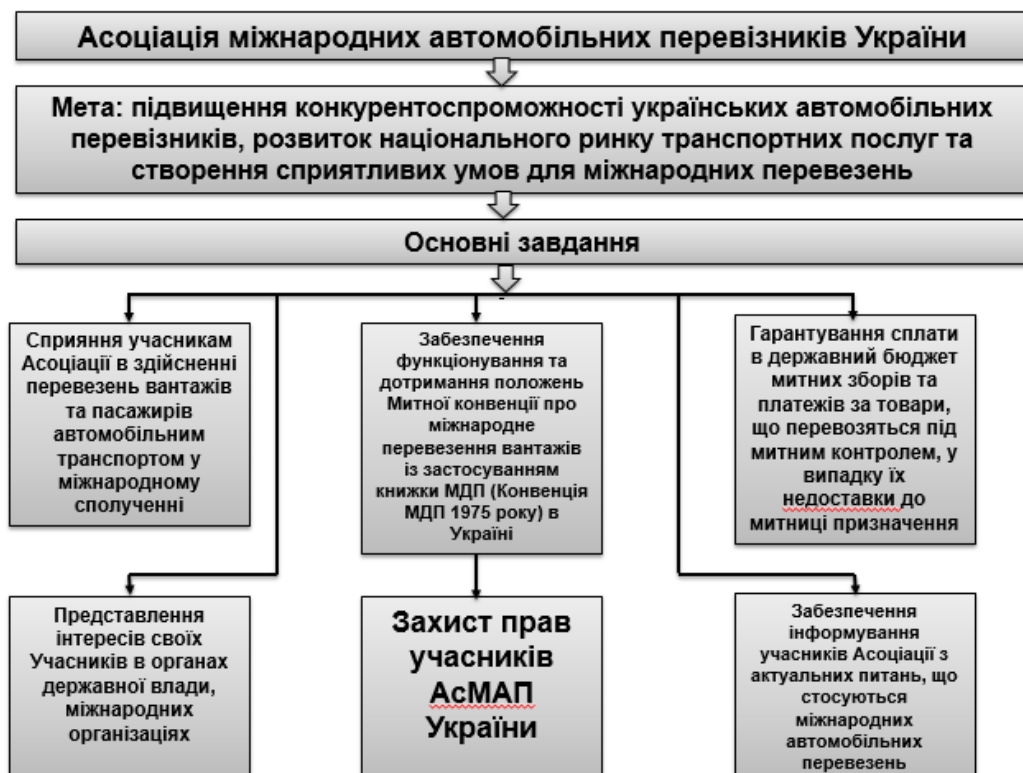 Асоціація міжнародних автомобільних перевізників України
Мета: підвищення конкурентоспроможності українських автомобільних
перевізників, розвиток національного ринку транспортних послуг та
створення сприятливих умов для міжнародних перевезень
Основні завдання
Сприяння учасникам
Асоціації в здійсненні
перевезень вантажів
та пасажирів
автомобільним
транспортом у
міжнародному
сполученні
Забезпечення
функціонування та
дотримання положень
Митної конвенції про
міжнародне
перевезення вантажів
із застосуванням
книжки МДП (Конвенція
МДП 1975 року) в
Україні
Гарантування сплати
в державний бюджет
митних зборів та
платежів за товари,
що перевозяться під
митним контролем, у
випадку їх
недоставки до
митниці призначення
Представлення
інтересів своїх
Учасників в органах
державної влади,
міжнародних
організаціях
Захист прав
учасників
АсМАП
України
Забезпечення
інформування
учасників Асоціації з
актуальних питань, що
стосуються
міжнародних
автомобільних
перевезень